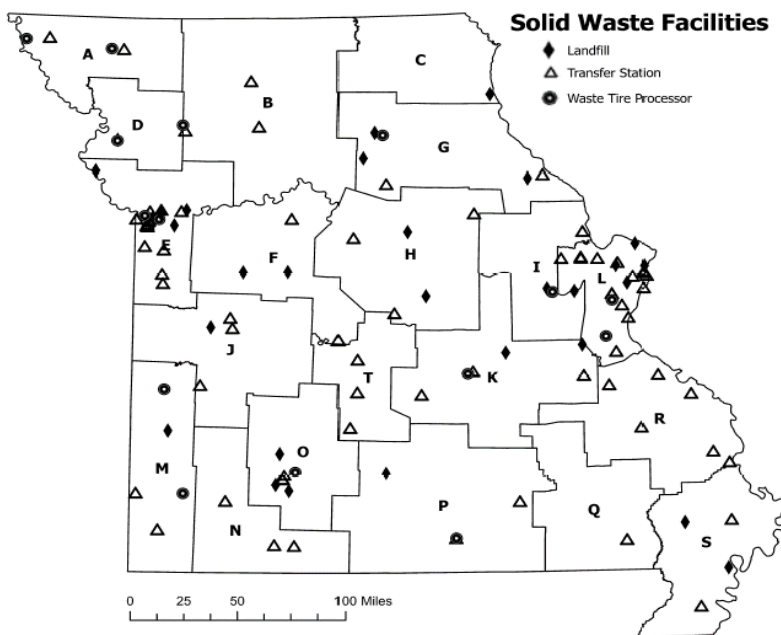 Solid Waste Facilities
Landfill
Transfer Station
Waste Tire Processor
A
B
C
D
G
E
F
H
I
L
J
T
K
R
M
O
N
P
Q
S
0 25 50 100 Miles